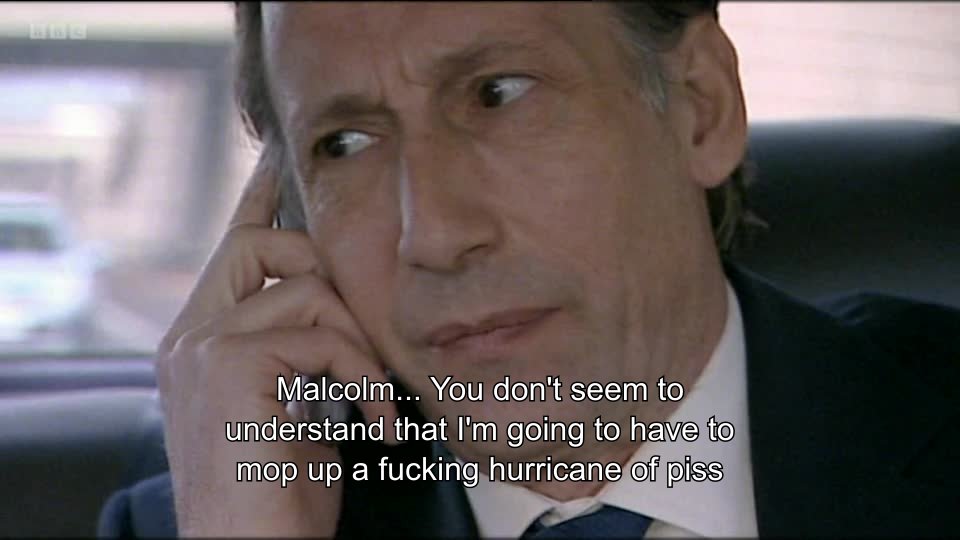 BBC
Malcolm... You don't seem to
understand that I'm going to have to
mop up a fucking hurricane of piss